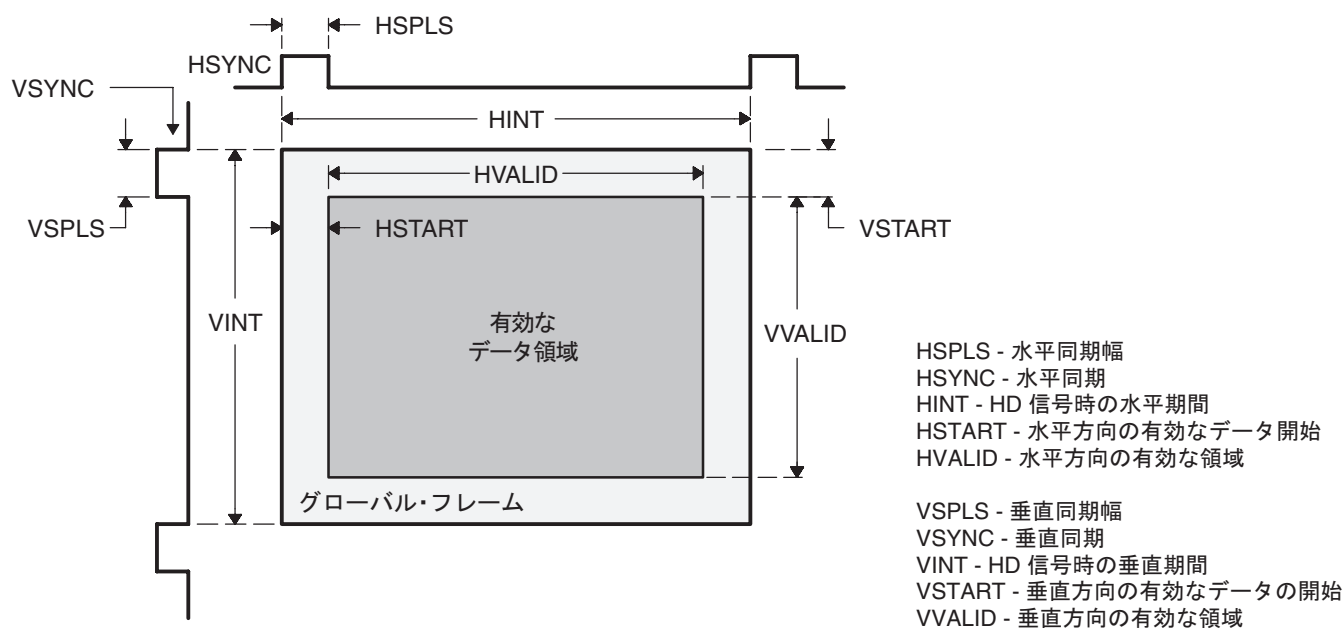 HSPLS
HSYNC
VSYNC
HINT
HVALID
VSPLS
HSTART
VSTART
VINT
有効な
データ領域
VVALID
グローバル・フレーム
HSPLS - 水平同期幅
HSYNC - 水平同期
HINT - HD 信号時の水平期間
HSTART - 水平方向の有効なデータ開始
HVALID - 水平方向の有効な領域
VSPLS - 垂直同期幅
VSYNC - 垂直同期
VINT - HD 信号時の垂直期間
VSTART - 垂直方向の有効なデータの開始
VVALID - 垂直方向の有効な領域